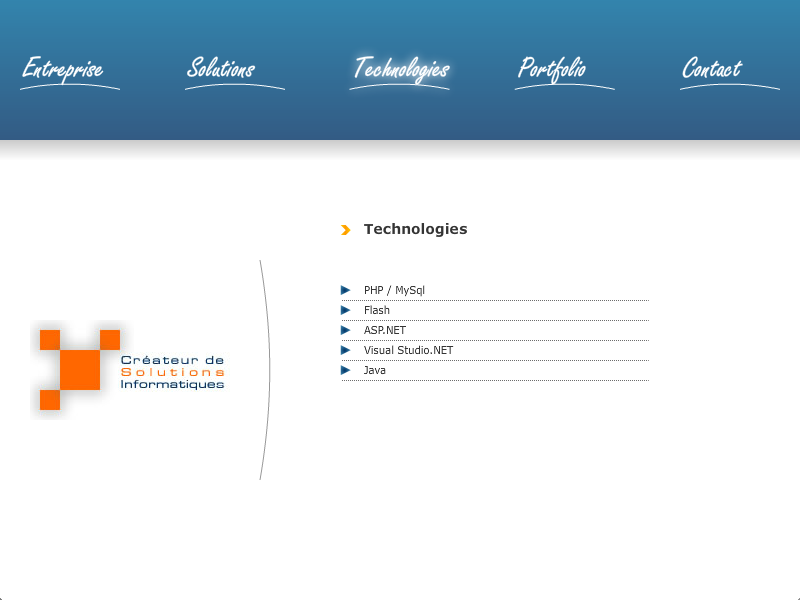 Entreprise
Solutions
Technologies
Portfolio
Contact
Technologies
PHP / MySql
Flash
ASP.NET
Visual Studio.NET
Java
Créateur de
Solutions
Informatiques